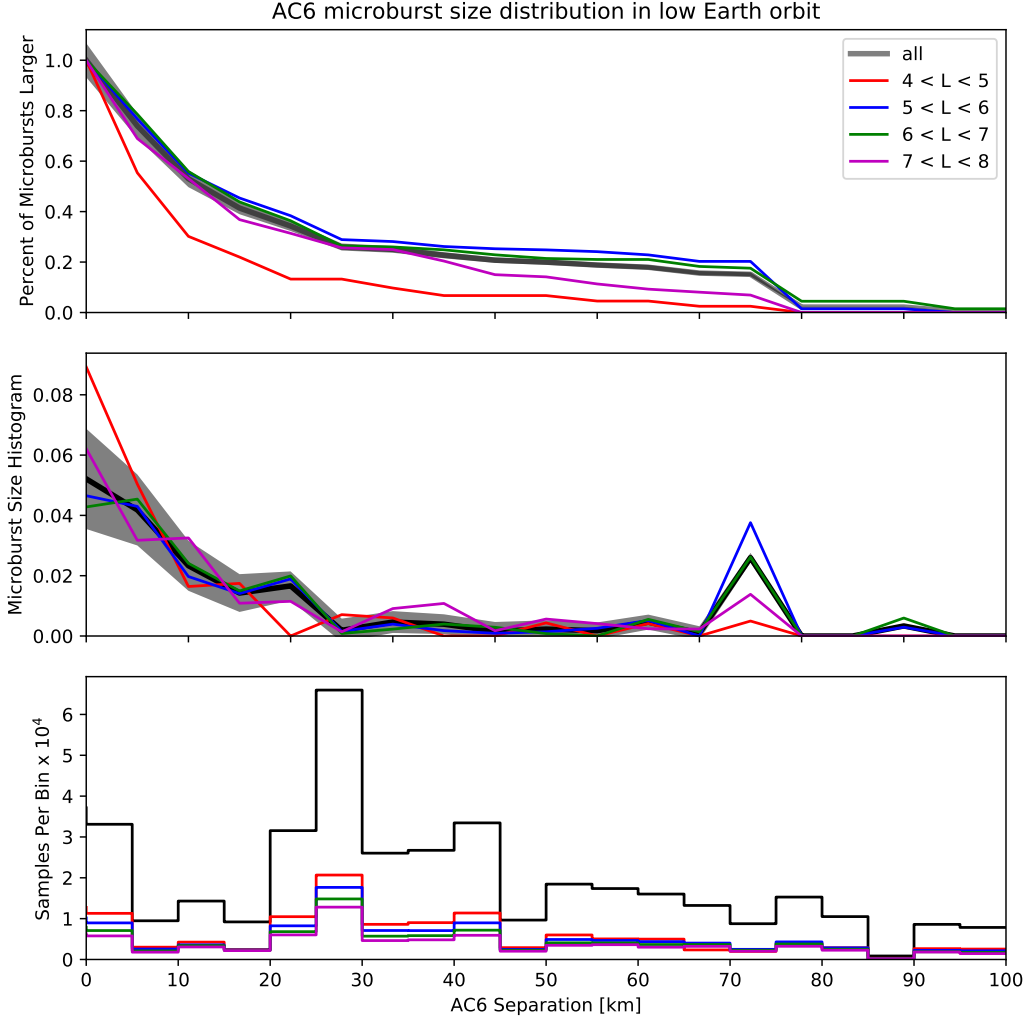 AC6 microburst size distribution in low Earth orbit
Percent of Microbursts Larger
1.0
0.8
0.6
0.4
0.2
0.0
all
4 < L < 5
5 < L < 6
6 < L < 7
7 < L < 8
Microburst Size Histogram
0.08
0.06
0.04
0.02
0.00
Samples Per Bin x 10⁴
6
5
4
3
2
1
0
0 10 20 30 40 50 60 70 80 90 100
AC6 Separation [km]